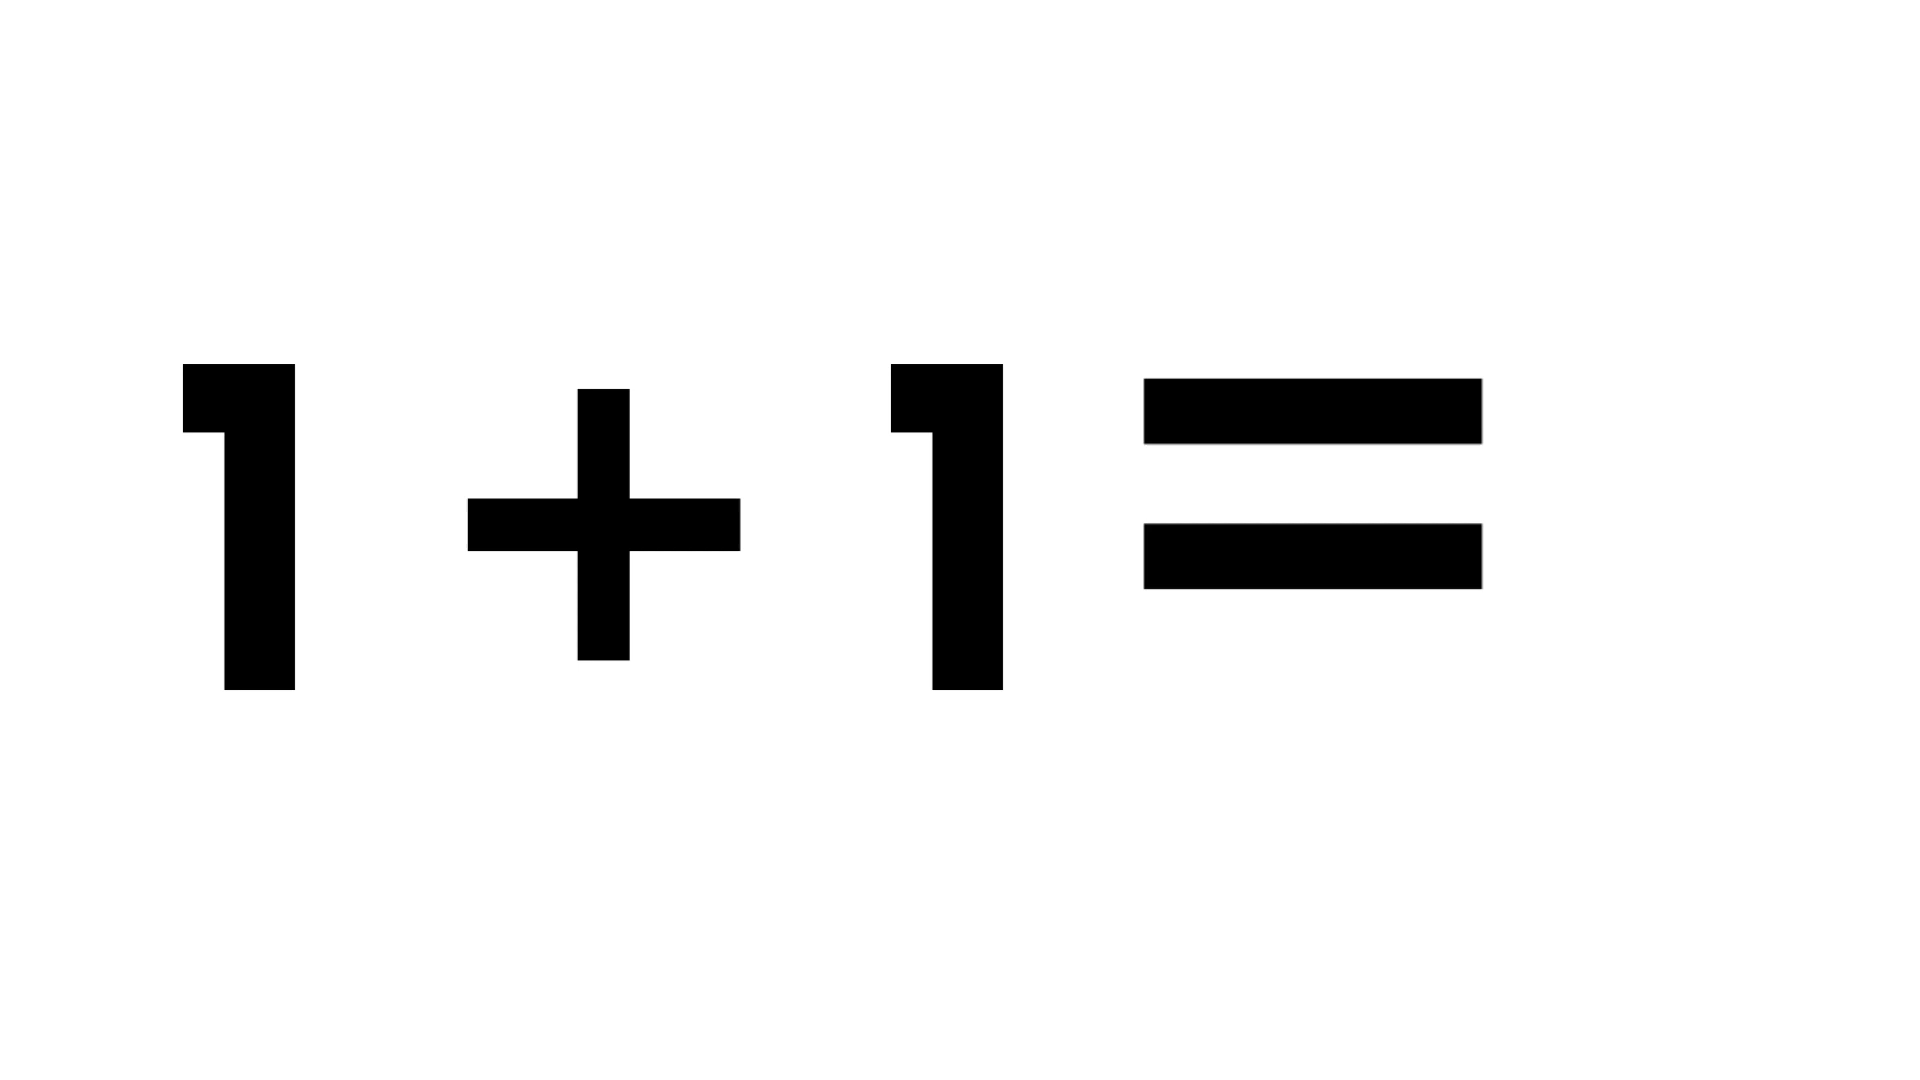 1 + 1 =